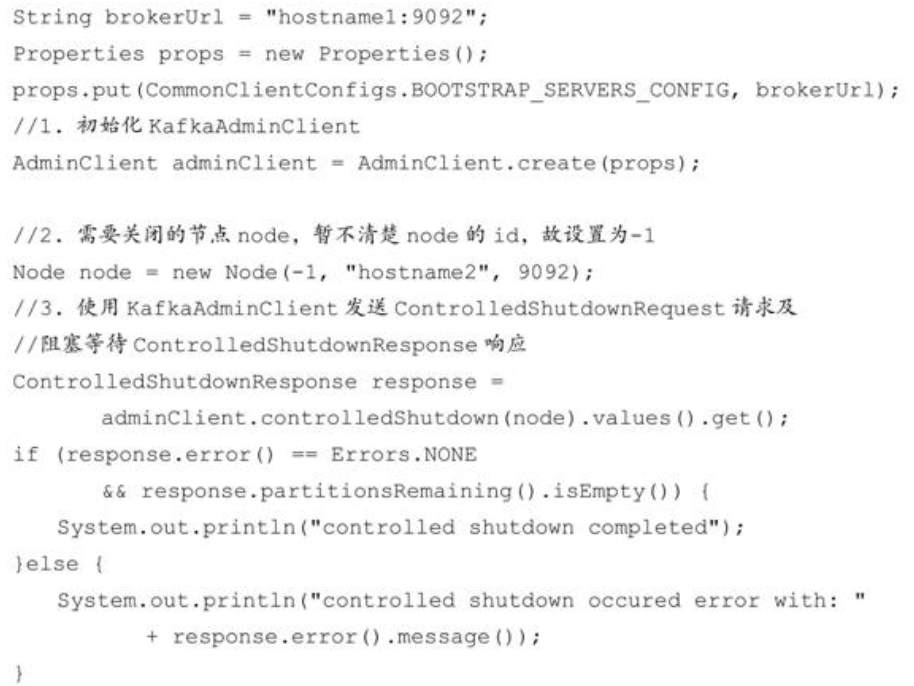 String brokerUrl = "hostname1:9092";
Properties props = new Properties();
props.put(CommonClientConfigs.BOOTSTRAP_SERVERS_CONFIG, brokerUrl);
//1. 初始化 KafkaAdminClient
AdminClient adminClient = AdminClient.create(props);
//2. 需要关闭的节点 node, 暂不清楚 node 的 id, 故设置为-1
Node node = new Node(-1, "hostname2", 9092);
//3. 使用 KafkaAdminClient 发送 ControlledShutdownRequest 请求及
//阻塞等待 ControlledShutdownResponse 响应
ControlledShutdownResponse response =
adminClient.controlledShutdown(node).values().get();
if (response.error() == Errors.NONE
&& response.partitionsRemaining().isEmpty()) {
System.out.println("controlled shutdown completed");
}else {
System.out.println("controlled shutdown occured error with: "
+ response.error().message());
}